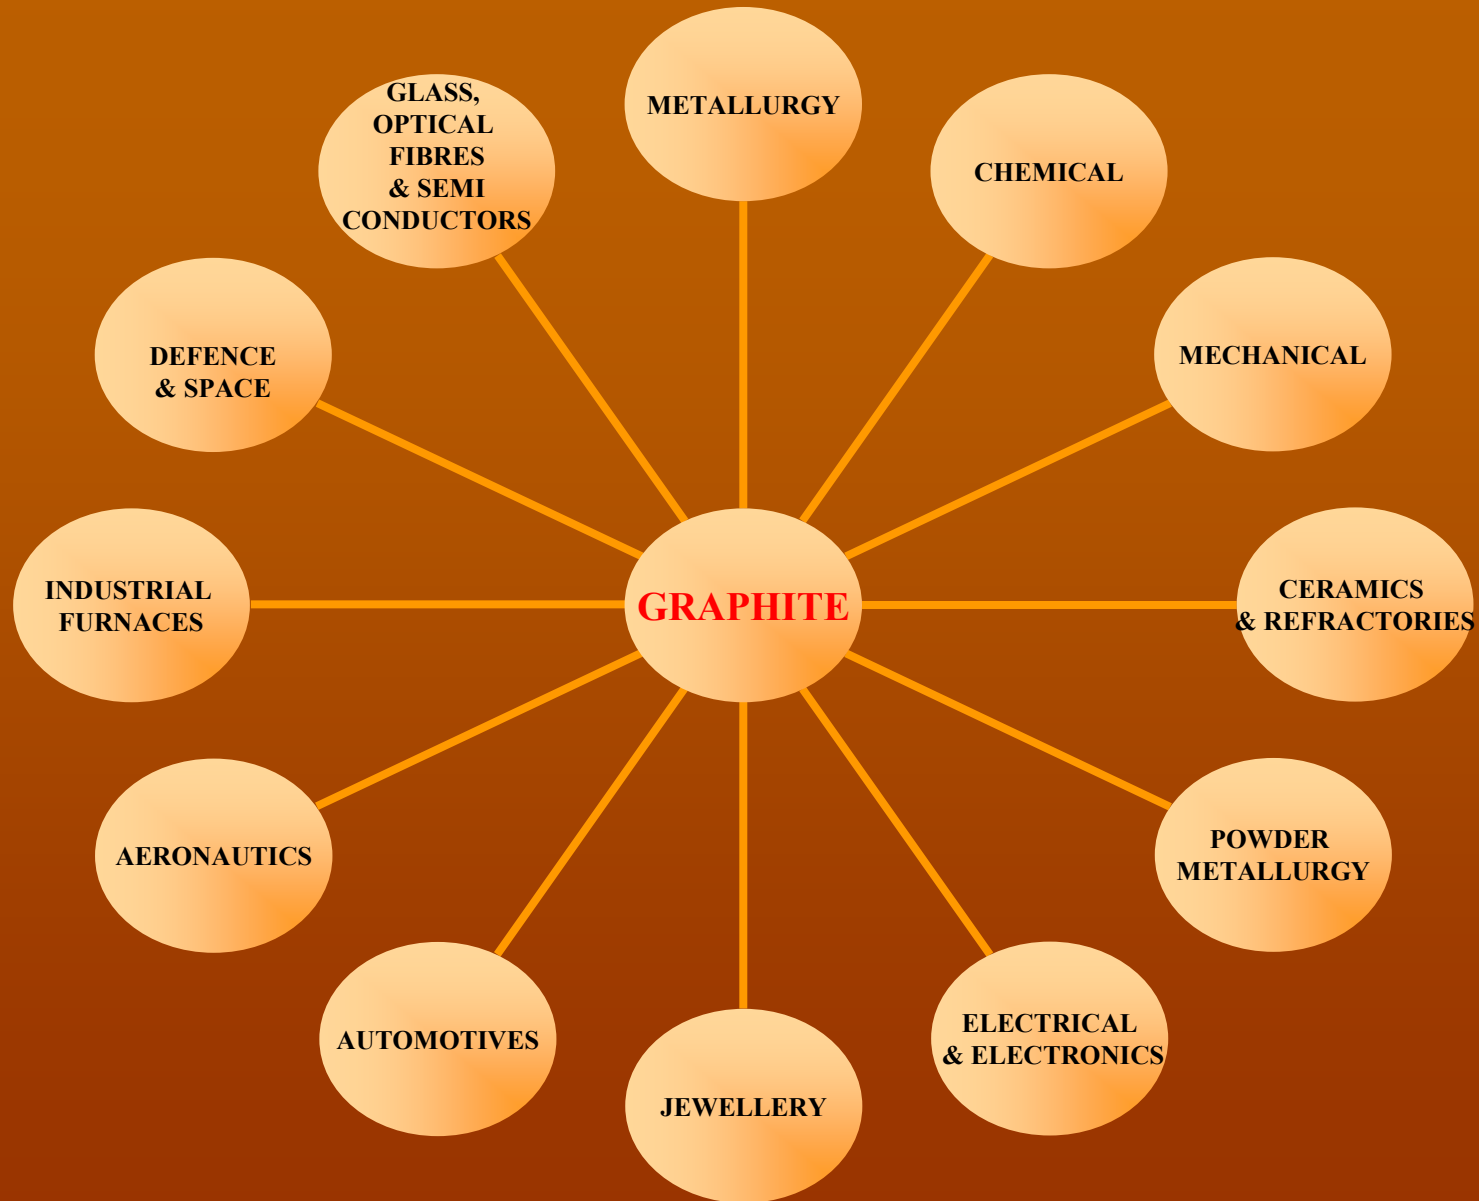 METALLURGY
CHEMICAL
MECHANICAL
CERAMICS
& REFRACTORIES
POWDER
METALLURGY
ELECTRICAL
& ELECTRONICS
JEWELLERY
AUTOMOTIVES
AERONAUTICS
INDUSTRIAL
FURNACES
DEFENCE
& SPACE
GLASS,
OPTICAL
FIBRES
& SEMI
CONDUCTORS
GRAPHITE